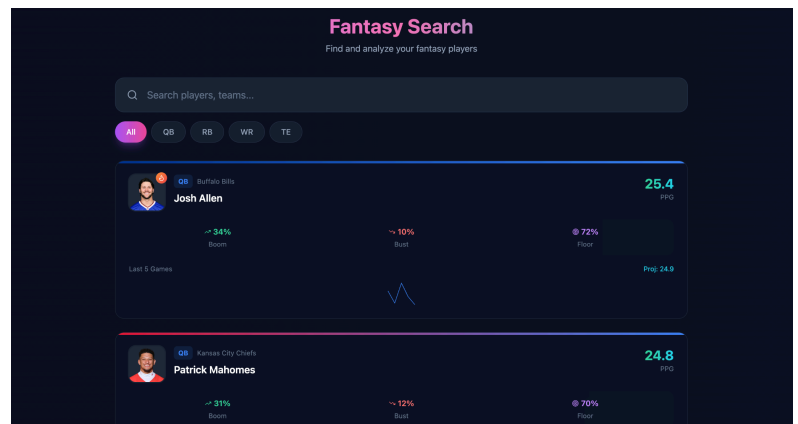 Fantasy Search
Find and analyze your fantasy players
Search players, teams...
All QB RB WR TE
QB Buffalo Bills
Josh Allen
25.4
PPG
34% 10% 72%
Boom Bust Floor
Last 5 Games Proj: 24.9
QB Kansas City Chiefs
Patrick Mahomes
24.8
PPG
31% 12% 70%
Boom Bust Floor